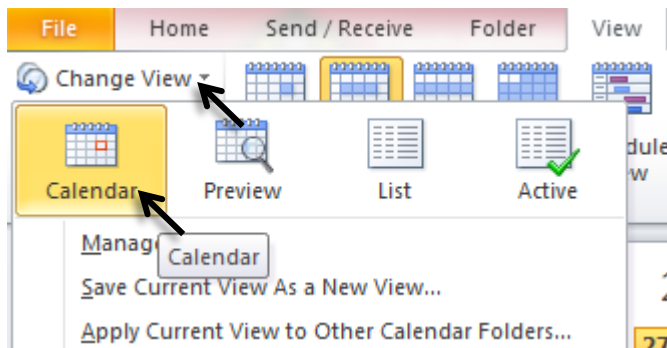 File Home Send / Receive Folder View
Change View
Calendar Preview List Active
Calendar
Save Current View As a New View...
Apply Current View to Other Calendar Folders...
27